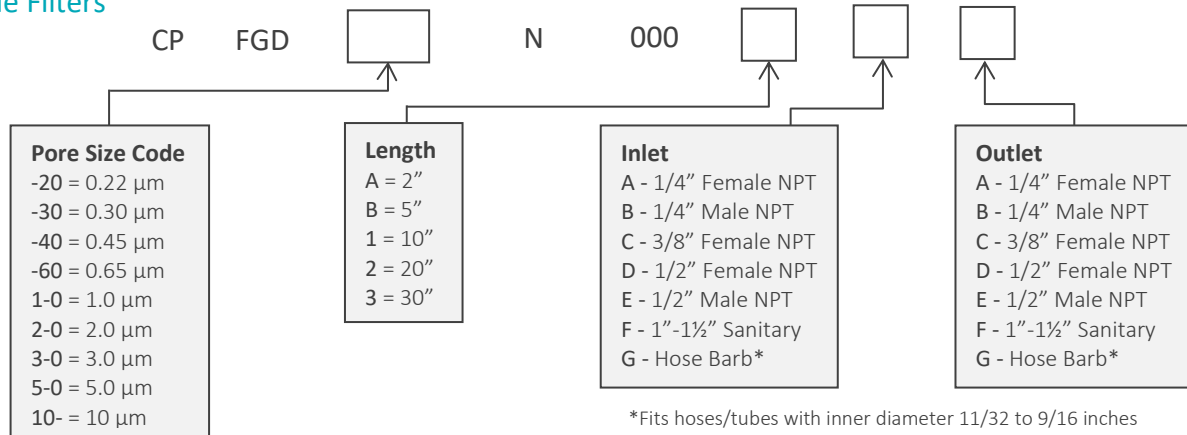 Filters
CP FGD N 000
Pore Size Code
-20 = 0.22 µm
-30 = 0.30 µm
-40 = 0.45 µm
-60 = 0.65 µm
1-0 = 1.0 µm
2-0 = 2.0 µm
3-0 = 3.0 µm
5-0 = 5.0 µm
10- = 10 µm
Length
A = 2”
B = 5”
1 = 10”
2 = 20”
3 = 30”
Inlet
A - 1/4” Female NPT
B - 1/4” Male NPT
C - 3/8” Female NPT
D - 1/2” Female NPT
E - 1/2” Male NPT
F - 1”-1½” Sanitary
G - Hose Barb*
Outlet
A - 1/4” Female NPT
B - 1/4” Male NPT
C - 3/8” Female NPT
D - 1/2” Female NPT
E - 1/2” Male NPT
F - 1”-1½” Sanitary
G - Hose Barb*
*Fits hoses/tubes with inner diameter 11/32 to 9/16 inches